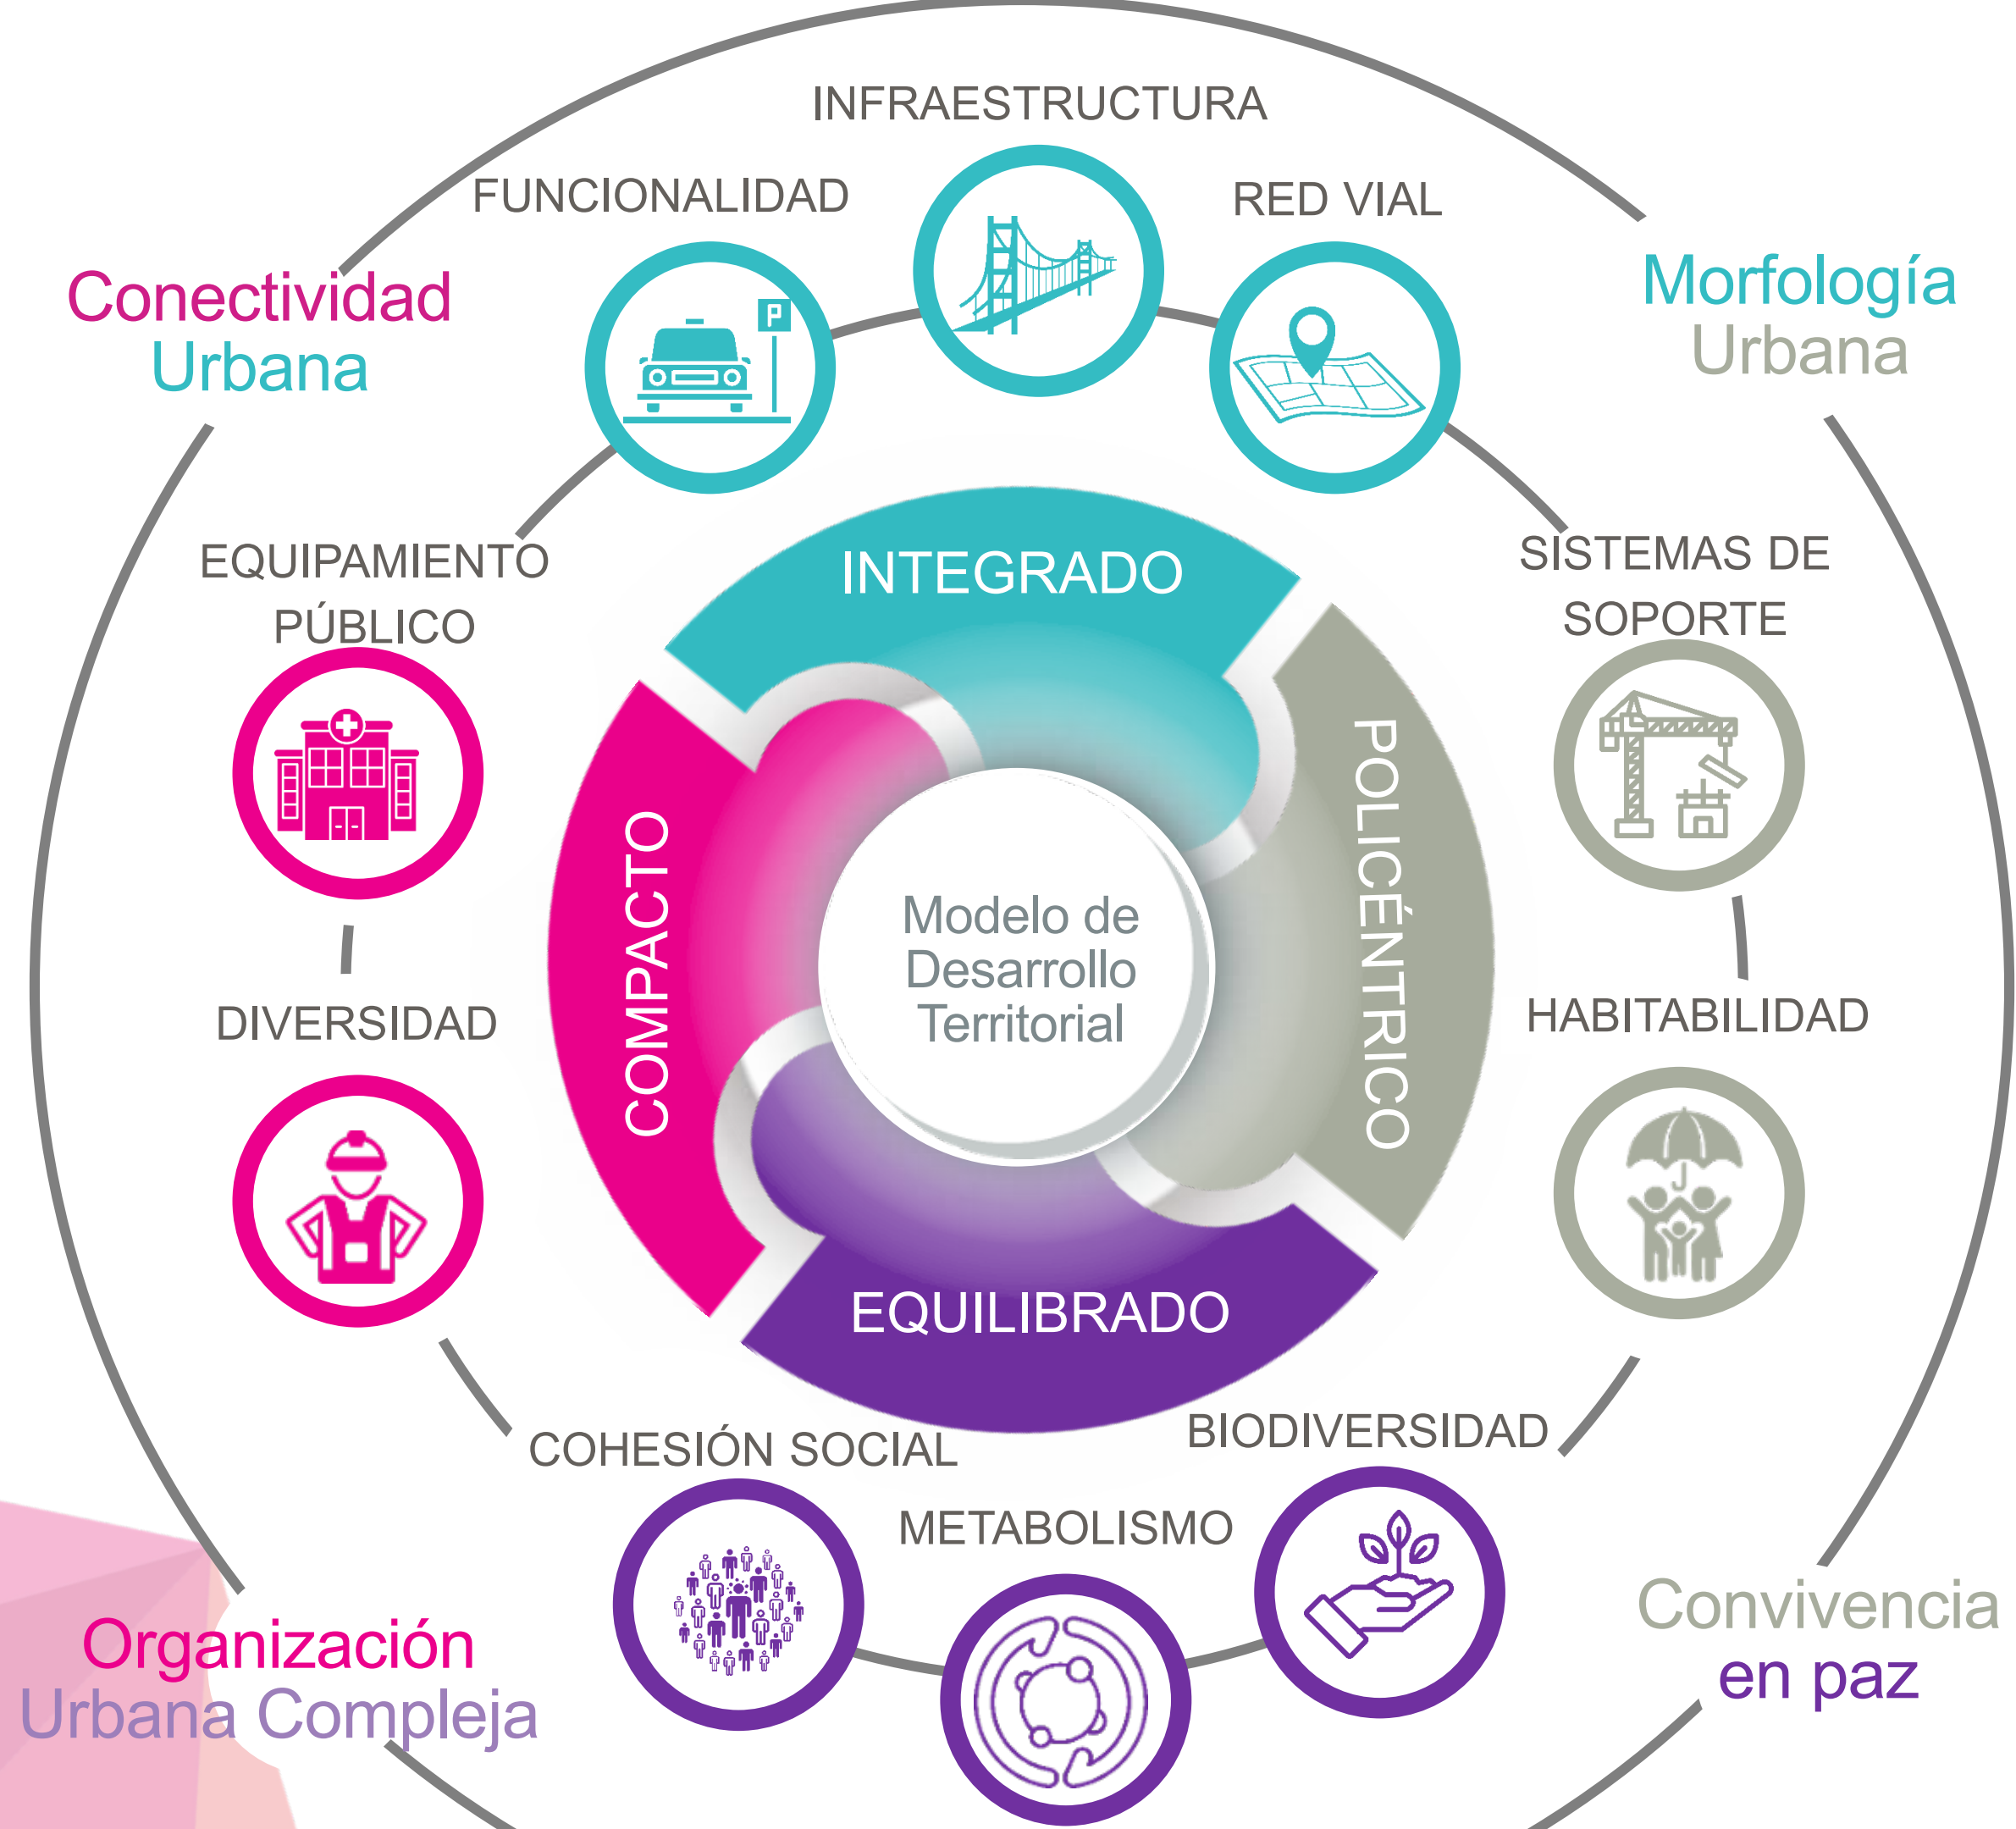 INFRAESTRUCTURA
FUNCIONALIDAD
RED VIAL
Conectividad
Urbana
Morfología
Urbana
P
EQUIPAMIENTO
PÚBLICO
SISTEMAS DE
SOPORTE
INTEGRADO
POLICÉNTRICO
COMPACTO
EQUILIBRADO
Modelo de
Desarrollo
Territorial
DIVERSIDAD
HABITABILIDAD
COHESIÓN SOCIAL
BIODIVERSIDAD
METABOLISMO
Organización
Urbana Compleja
Convivencia
en paz